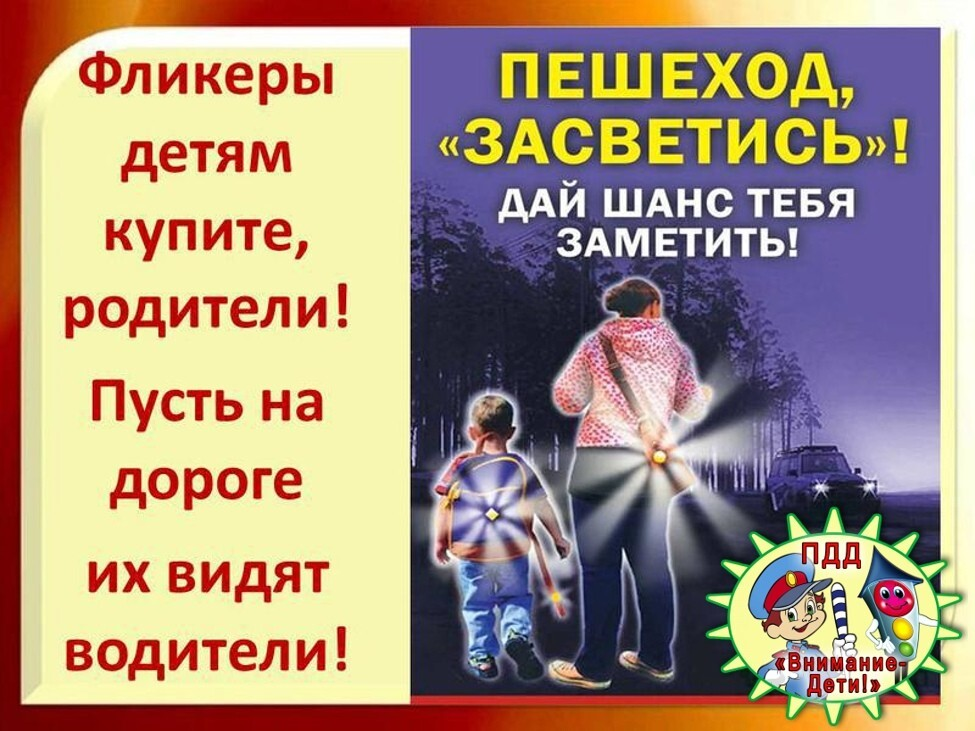 Фликеры
детям
купите,
родители!
Пусть на
дороге
их видят
водители!
ПЕШЕХОД,
«ЗАСВЕТИСЬ»!
ДАЙ ШАНС ТЕБЯ
ЗАМЕТИТЬ!
ПДД
«Внимание-
Дети!»